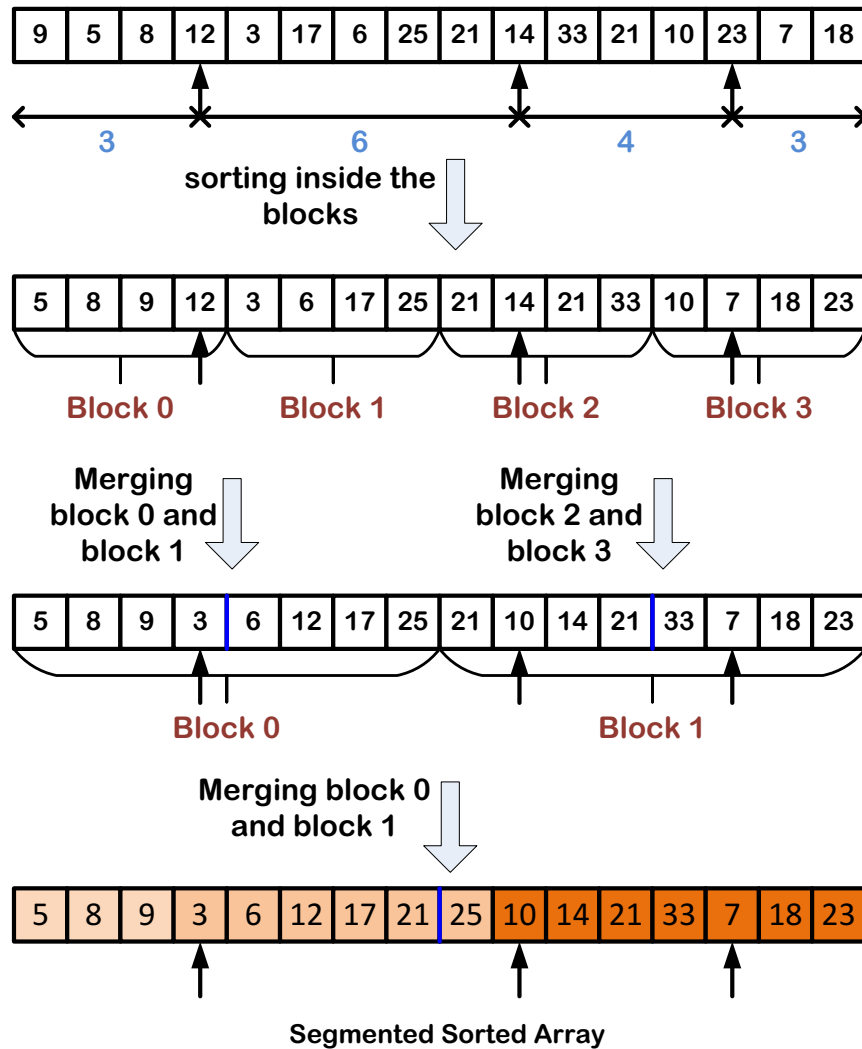 9 5 8 12 3 17 6 25 21 14 33 21 10 23 7 18
3 6 4 3
sorting inside the
blocks
5 8 9 12 3 6 17 25 21 14 21 33 10 7 18 23
Block 0 Block 1 Block 2 Block 3
Merging
block 0 and
block 1
Merging
block 2 and
block 3
5 8 9 3 6 12 17 25 21 10 14 21 33 7 18 23
Block 0 Block 1
Merging block 0
and block 1
5 8 9 3 6 12 17 21 25 10 14 21 33 7 18 23
Segmented Sorted Array